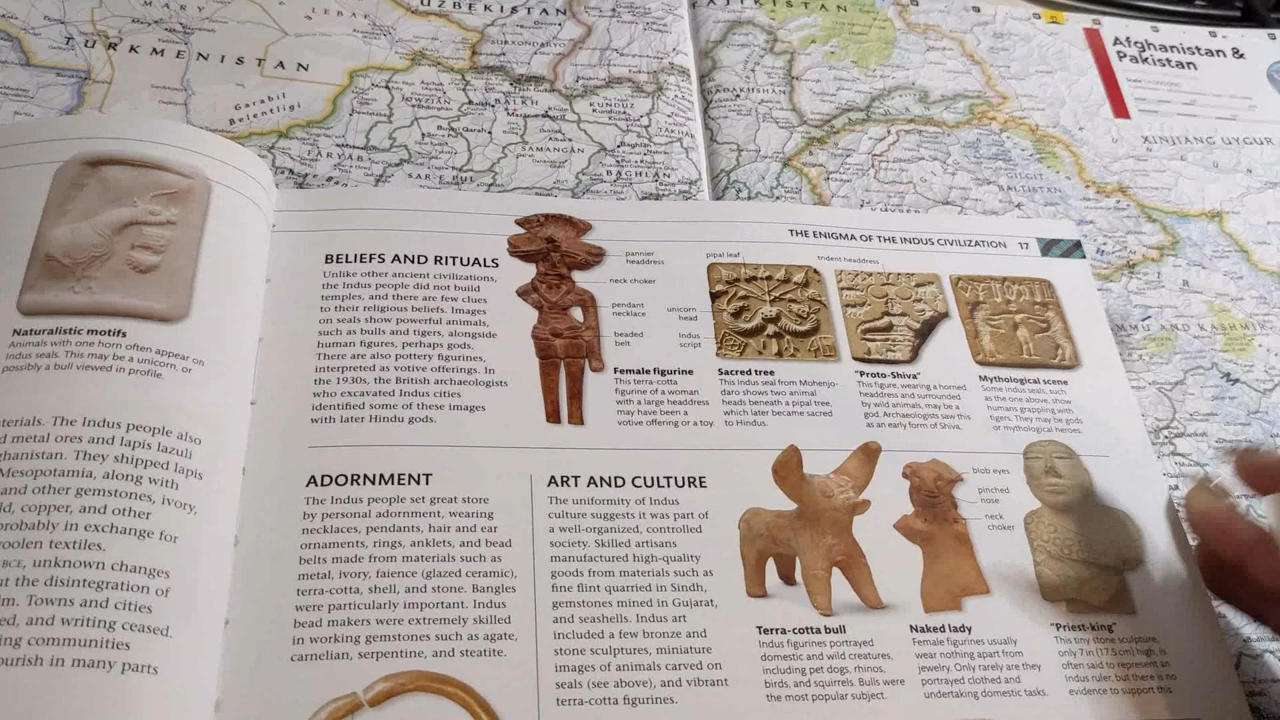 UZBEKISTAN
TAJIKISTAN
MARY
LEBAP
TURKMENISTAN
Garabil
Belentligi
JOWZJAN
BALKH
KUNDUZ
BADAKHSHAN
SAMANGAN
FARYAB
SAR-E PUL
BAGHLAN
Afghanistan &
Pakistan
XINJIANG UYGUR
GILGIT
BALTISTAN
MMU AND KASHMIR
Naturalistic motifs
Animals with one horn often appear on
Indus seals. This may be a unicorn, or
possibly a bull viewed in profile.
terials. The Indus people also
d metal ores and lapis lazuli
ghanistan. They shipped lapis
Mesopotamia, along with
and other gemstones, ivory,
ld, copper, and other
probably in exchange for
oolen textiles.
BCE, unknown changes
t the disintegration of
m. Towns and cities
ed, and writing ceased.
ing communities
ourish in many parts
THE ENIGMA OF THE INDUS CIVILIZATION 17
BELIEFS AND RITUALS
Unlike other ancient civilizations,
the Indus people did not build
temples, and there are few clues
to their religious beliefs. Images
on seals show powerful animals,
such as bulls and tigers, alongside
human figures, perhaps gods.
There are also pottery figurines,
interpreted as votive offerings. In
the 1930s, the British archaeologists
who excavated Indus cities
identified some of these images
with later Hindu gods.
pannier
headdress
neck choker
pendant
necklace
beaded
belt
Female figurine
This terra-cotta
figurine of a woman
with a large headdress
may have been a
votive offering or a toy.
pipal leaf
unicorn
head
Indus
script
Sacred tree
This Indus seal from Mohenjo-
daro shows two animal
heads beneath a pipal tree,
which later became sacred
to Hindus.
trident headdress
"Proto-Shiva"
This figure, wearing a horned
headdress and surrounded
by wild animals, may be a
god. Archaeologists saw this
as an early form of Shiva.
Mythological scene
Some Indus seals, such
as the one above, show
humans grappling with
tigers. They may be gods
or mythological heroes.
ADORNMENT
The Indus people set great store
by personal adornment, wearing
necklaces, pendants, hair and ear
ornaments, rings, anklets, and bead
belts made from materials such as
metal, ivory, faience (glazed ceramic),
terra-cotta, shell, and stone. Bangles
were particularly important. Indus
bead makers were extremely skilled
in working gemstones such as agate,
carnelian, serpentine, and steatite.
ART AND CULTURE
The uniformity of Indus
culture suggests it was part of
a well-organized, controlled
society. Skilled artisans
manufactured high-quality
goods from materials such as
fine flint quarried in Sindh,
gemstones mined in Gujarat,
and seashells. Indus art
included a few bronze and
stone sculptures, miniature
images of animals carved on
seals (see above), and vibrant
terra-cotta figurines.
Terra-cotta bull
Indus figurines portrayed
domestic and wild creatures,
including pet dogs, rhinos,
birds, and squirrels. Bulls were
the most popular subject.
blob eyes
pinched
nose
neck
choker
Naked lady
Female figurines usually
wear nothing apart from
jewelry. Only rarely are they
portrayed clothed and
undertaking domestic tasks.
"Priest-king"
This tiny stone sculpture,
only 7 in (17.5 cm) high, is
often said to represent an
Indus ruler, but there is no
evidence to support this.